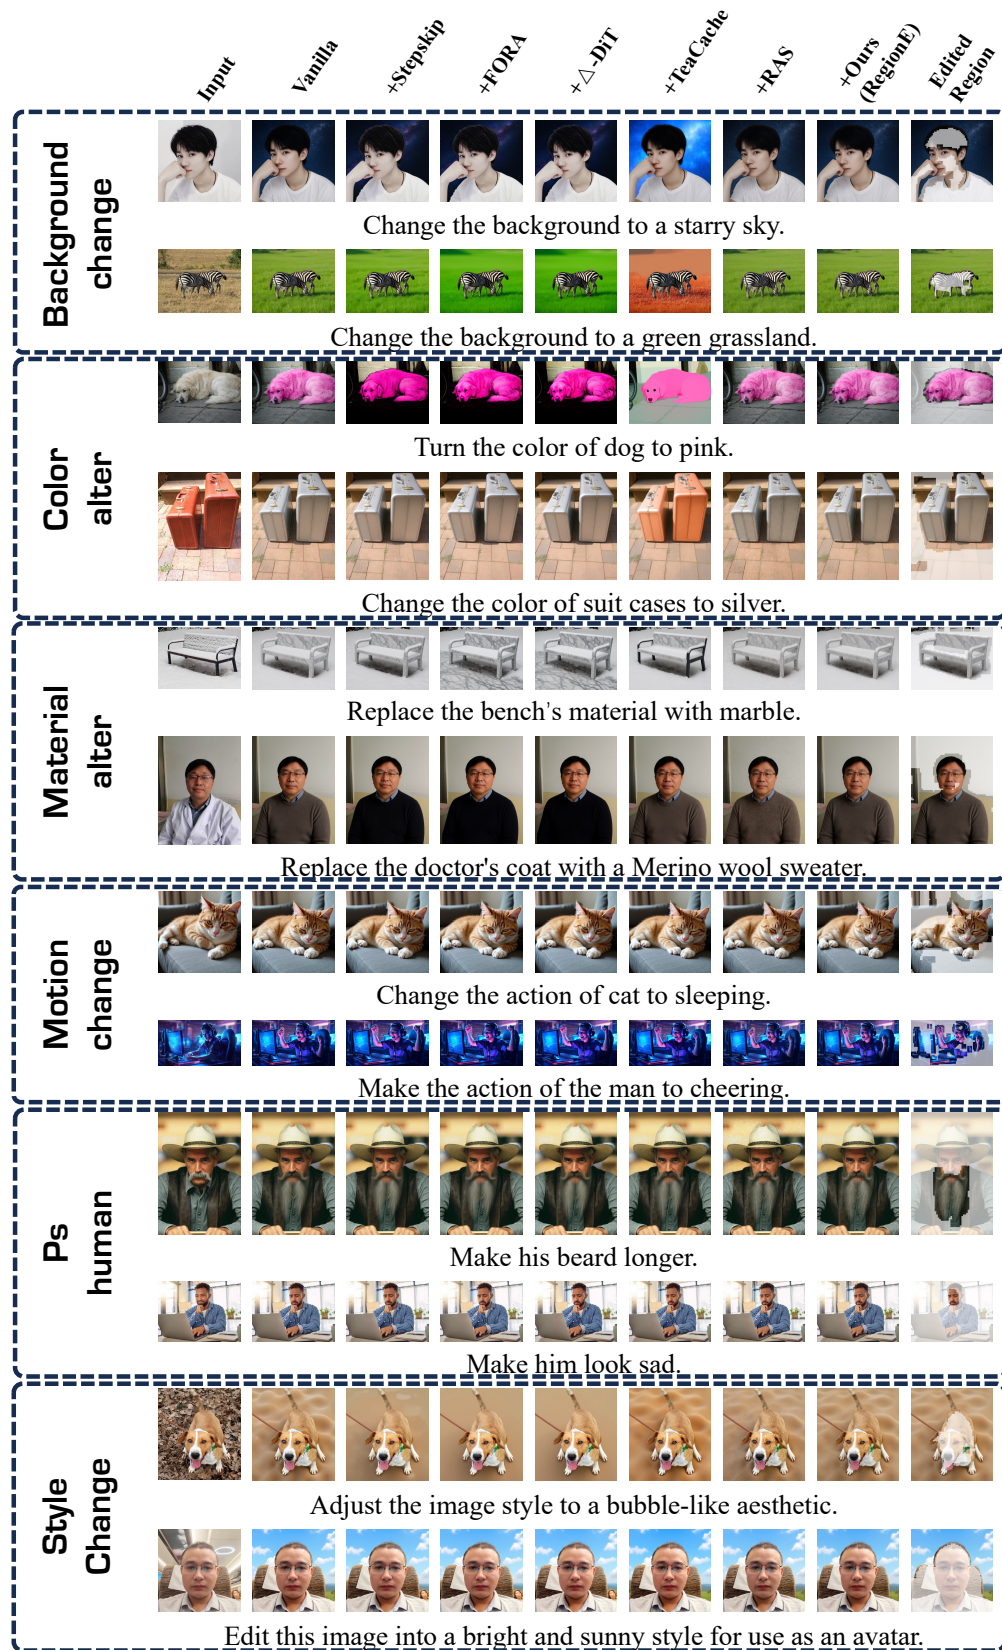 Input
Vanilla
+Stepskip
+FORA
+△-DiT
+TeaCache
+RAS
+Ours
(RegionE)
Edited
Region
Background
change
Change the background to a starry sky.
Change the background to a green grassland.
Color
alter
Turn the color of dog to pink.
Change the color of suit cases to silver.
Material
alter
Replace the bench's material with marble.
Replace the doctor's coat with a Merino wool sweater.
Motion
change
Change the action of cat to sleeping.
Make the action of the man to cheering.
Ps
human
Make his beard longer.
Make him look sad.
Style
Change
Adjust the image style to a bubble-like aesthetic.
Edit this image into a bright and sunny style for use as an avatar.